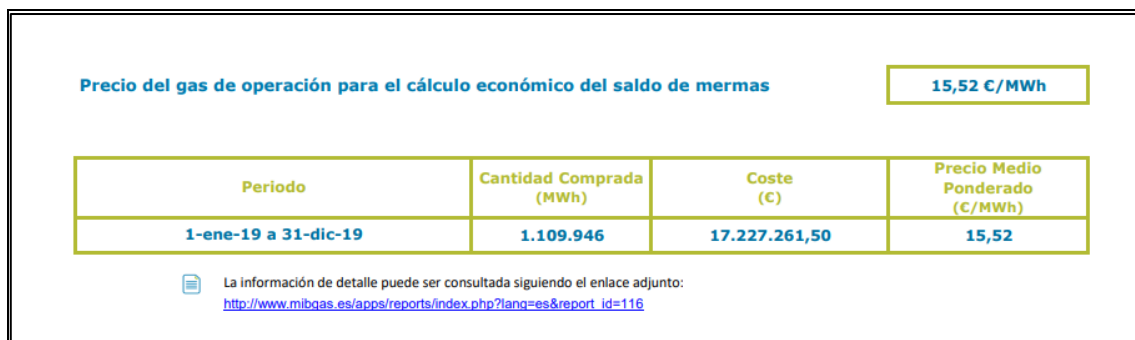 Precio del gas de operación para el cálculo económico del saldo de mermas
15,52 €/MWh
Periodo
Cantidad Comprada
(MWh)
Coste
(€)
Precio Medio
Ponderado
(€/MWh)
1-ene-19 a 31-dic-19
1.109.946
17.227.261,50
15,52
La información de detalle puede ser consultada siguiendo el enlace adjunto:
http://www.mibgas.es/apps/reports/index.php?lang=es&report_id=116